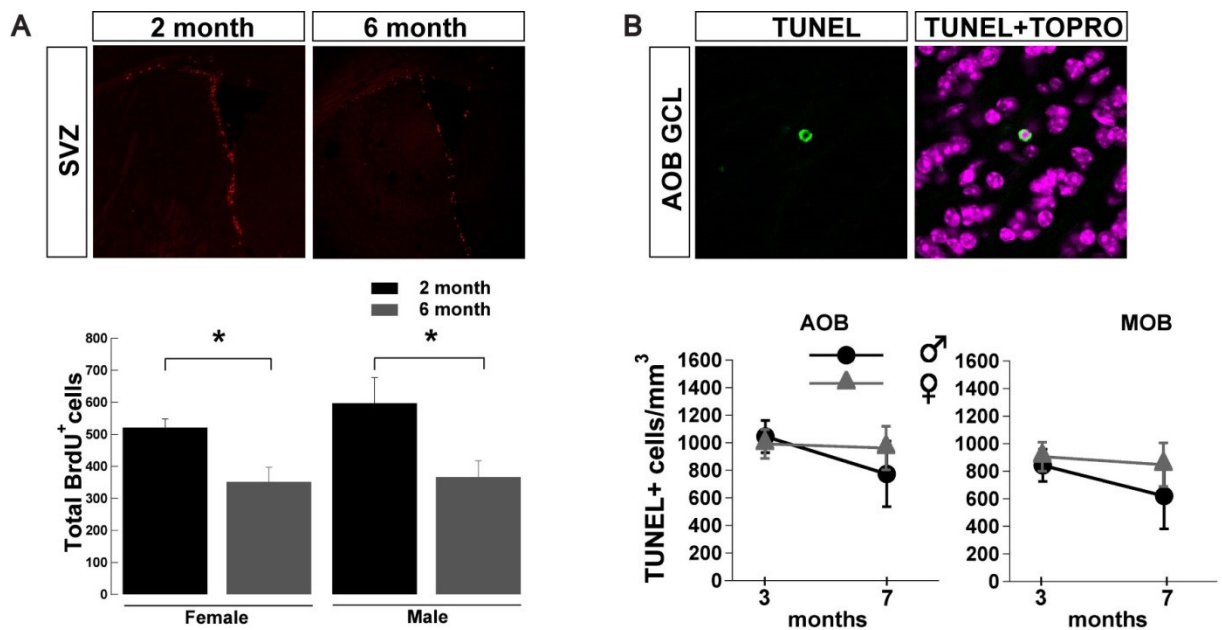 A
2 month
6 month
SVZ
2 month
6 month
Total BrdU+ cells
800
700
600
500
400
300
200
100
0
*
*
Female
Male
B
TUNEL
TUNEL+TOPRO
AOB GCL
AOB
MOB
♂
♀
TUNEL+ cells/mm3
1600
1400
1200
1000
800
600
400
200
0
3
7
months
1600
1400
1200
1000
800
600
400
200
0
3
7
months